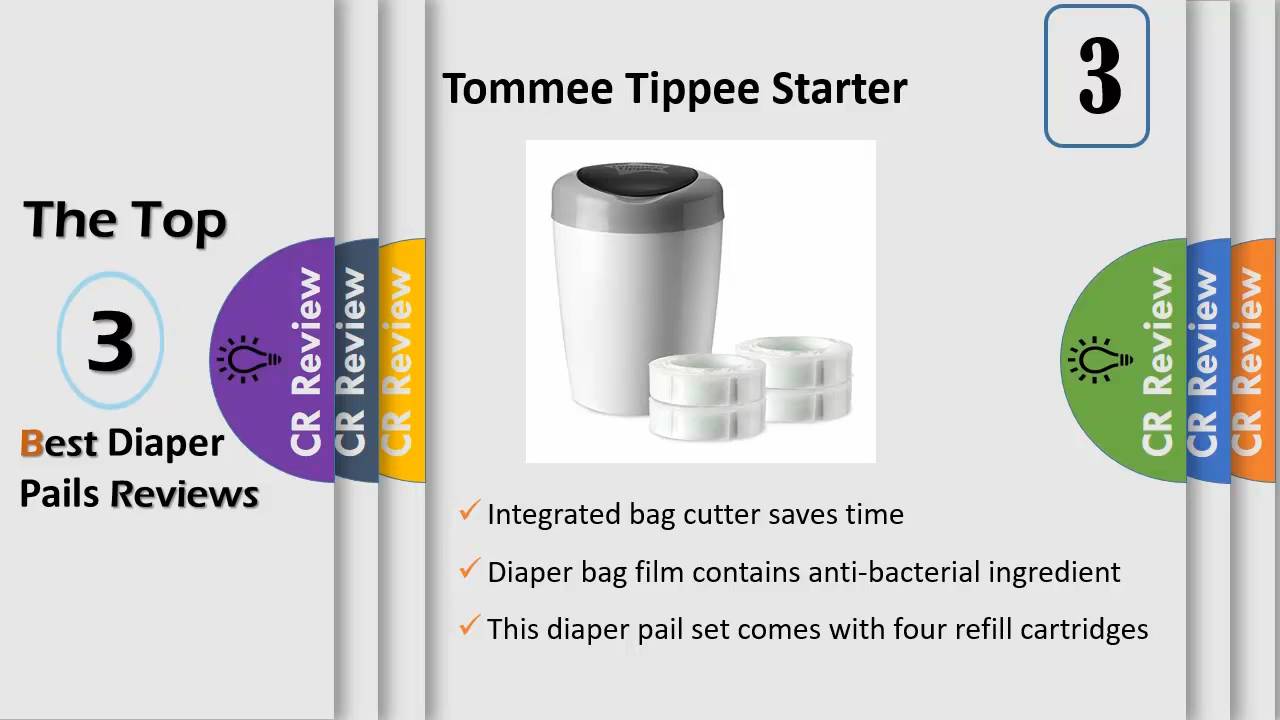 The Top
3
Best Diaper
Pails Reviews
CR Review
CR Review
CR Review
Tommee Tippee Starter
3
Integrated bag cutter saves time
Diaper bag film contains anti-bacterial ingredient
This diaper pail set comes with four refill cartridges
CR Review
CR Review
CR Review